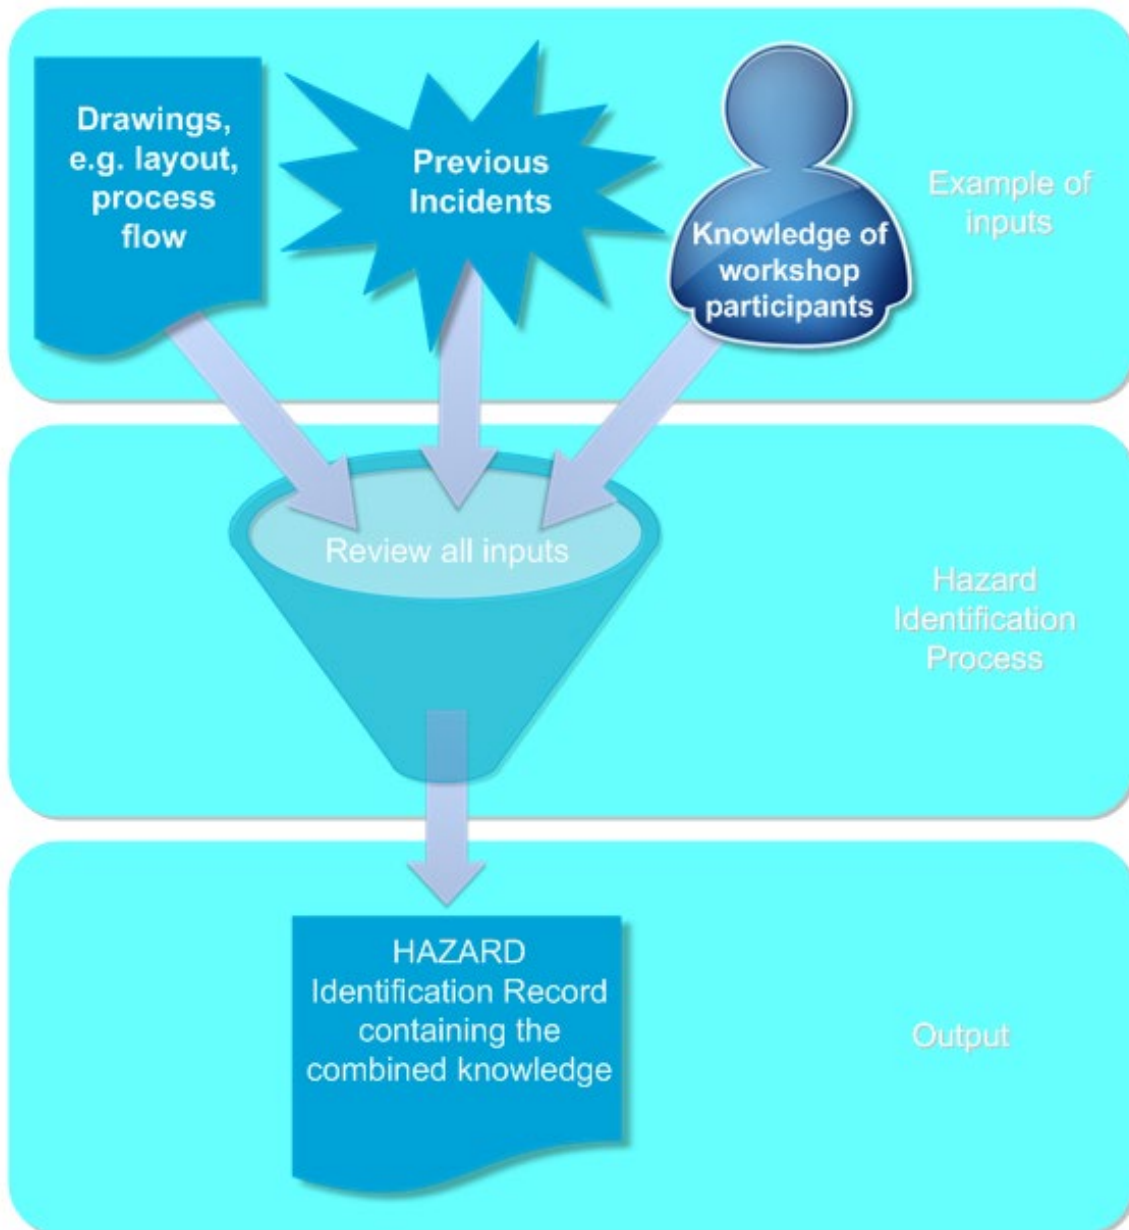 Drawings,
e.g. layout,
process
flow
Previous
Incidents
Knowledge of
workshop
participants
Example of
inputs
Review all inputs
Hazard
Identification
Process
HAZARD
Identification Record
containing the
combined knowledge
Output